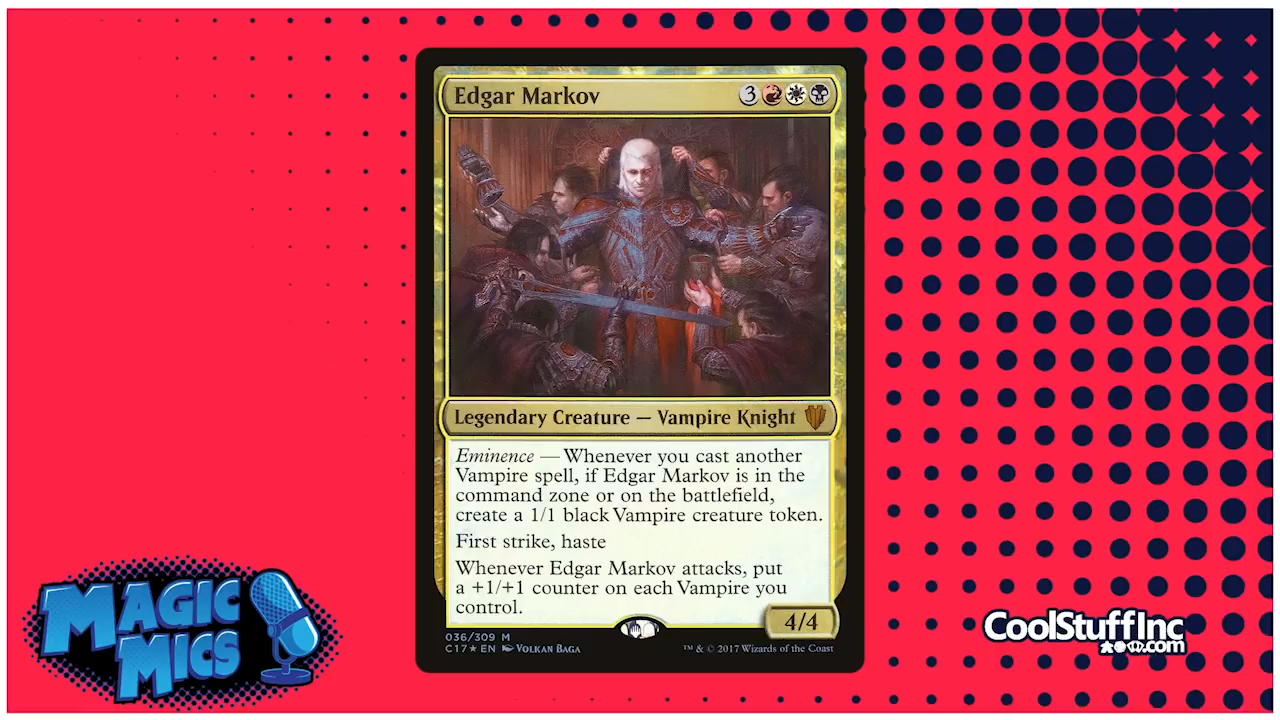 Edgar Markov
3
Legendary Creature — Vampire Knight
Eminence — Whenever you cast another
Vampire spell, if Edgar Markov is in the
command zone or on the battlefield,
create a 1/1 black Vampire creature token.
First strike, haste
Whenever Edgar Markov attacks, put
a +1/+1 counter on each Vampire you
control.
4/4
036/309 M
C17★EN Volkan Baga
™ & © 2017 Wizards of the Coast
MAGIC
MICS
CoolStuffInc
.com